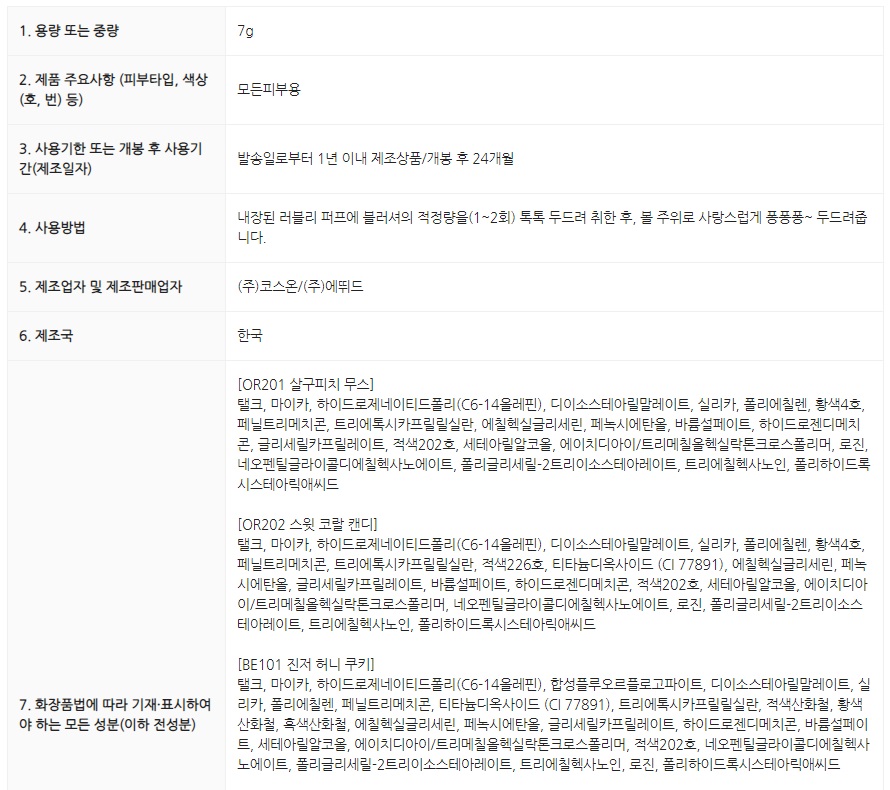 1. 용량 또는 중량
7g
2. 제품 주요사항 (피부타입, 색상
(호, 번) 등)
모든피부용
3. 사용기한 또는 개봉 후 사용기
간(제조일자)
발송일로부터 1년 이내 제조상품/개봉 후 24개월
4. 사용방법
내장된 러블리 퍼프에 블러셔의 적정량을(1~2회) 톡톡 두드려 취한 후, 볼 주위로 사랑스럽게 퐁퐁퐁~ 두드려줍
니다.
5. 제조업자 및 제조판매업자
(주)코스온/(주)에뛰드
6. 제조국
한국
7. 화장품법에 따라 기재·표시하여
야 하는 모든 성분(이하 전성분)
[OR201 살구피치 무스]
탤크, 마이카, 하이드로제네이티드폴리(C6-14올레핀), 디이소스테아릴말레이트, 실리카, 폴리에칠렌, 황색4호,
페닐트리메치콘, 트리에톡시카프릴릴실란, 에칠헥실글리세린, 페녹시에탄올, 바륨설페이트, 하이드로젠디메치
콘, 글리세릴카프릴레이트, 적색202호, 세테아릴알코올, 에이치디아이/트리메칠올헥실락톤크로스폴리머, 로진,
네오펜틸글라이콜디에칠헥사노에이트, 폴리글리세릴-2트리이소스테아레이트, 트리에칠헥사노인, 폴리하이드록
시스테아릭애씨드
[OR202 스윗 코랄 캔디]
탤크, 마이카, 하이드로제네이티드폴리(C6-14올레핀), 디이소스테아릴말레이트, 실리카, 폴리에칠렌, 황색4호,
페닐트리메치콘, 트리에톡시카프릴릴실란, 적색226호, 티타늄디옥사이드 (CI 77891), 에칠헥실글리세린, 페녹
시에탄올, 글리세릴카프릴레이트, 바륨설페이트, 하이드로젠디메치콘, 적색202호, 세테아릴알코올, 에이치디아
이/트리메칠올헥실락톤크로스폴리머, 네오펜틸글라이콜디에칠헥사노에이트, 로진, 폴리글리세릴-2트리이소스
테아레이트, 트리에칠헥사노인, 폴리하이드록시스테아릭애씨드
[BE101 진저 허니 쿠키]
탤크, 마이카, 하이드로제네이티드폴리(C6-14올레핀), 합성플루오르플로고파이트, 디이소스테아릴말레이트, 실
리카, 폴리에칠렌, 페닐트리메치콘, 티타늄디옥사이드 (CI 77891), 트리에톡시카프릴릴실란, 적색산화철, 황색
산화철, 흑색산화철, 에칠헥실글리세린, 페녹시에탄올, 글리세릴카프릴레이트, 하이드로젠디메치콘, 바륨설페이
트, 세테아릴알코올, 에이치디아이/트리메칠올헥실락톤크로스폴리머, 적색202호, 네오펜틸글라이콜디에칠헥사
노에이트, 폴리글리세릴-2트리이소스테아레이트, 트리에칠헥사노인, 로진, 폴리하이드록시스테아릭애씨드